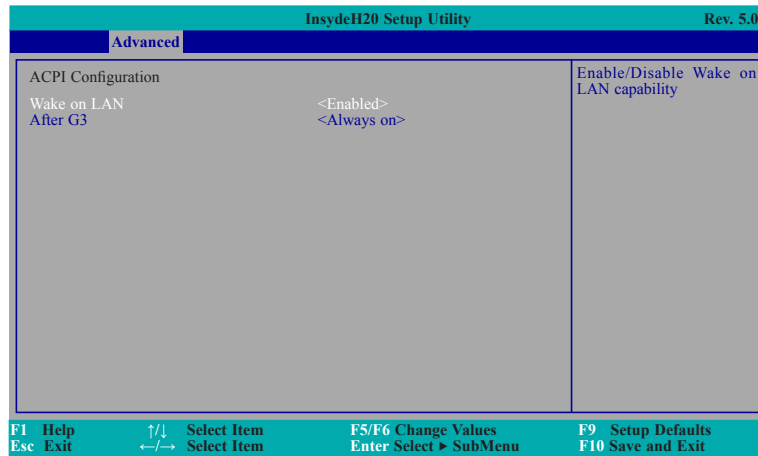 InsydeH20 Setup Utility Rev. 5.0
Advanced
ACPI Configuration
Wake on LAN <Enabled>
After G3 <Always on>
Enable/Disable Wake on
LAN capability
F1 Help ↑/↓ Select Item F5/F6 Change Values F9 Setup Defaults
Esc Exit ←/→ Select Item Enter Select ▶ SubMenu F10 Save and Exit